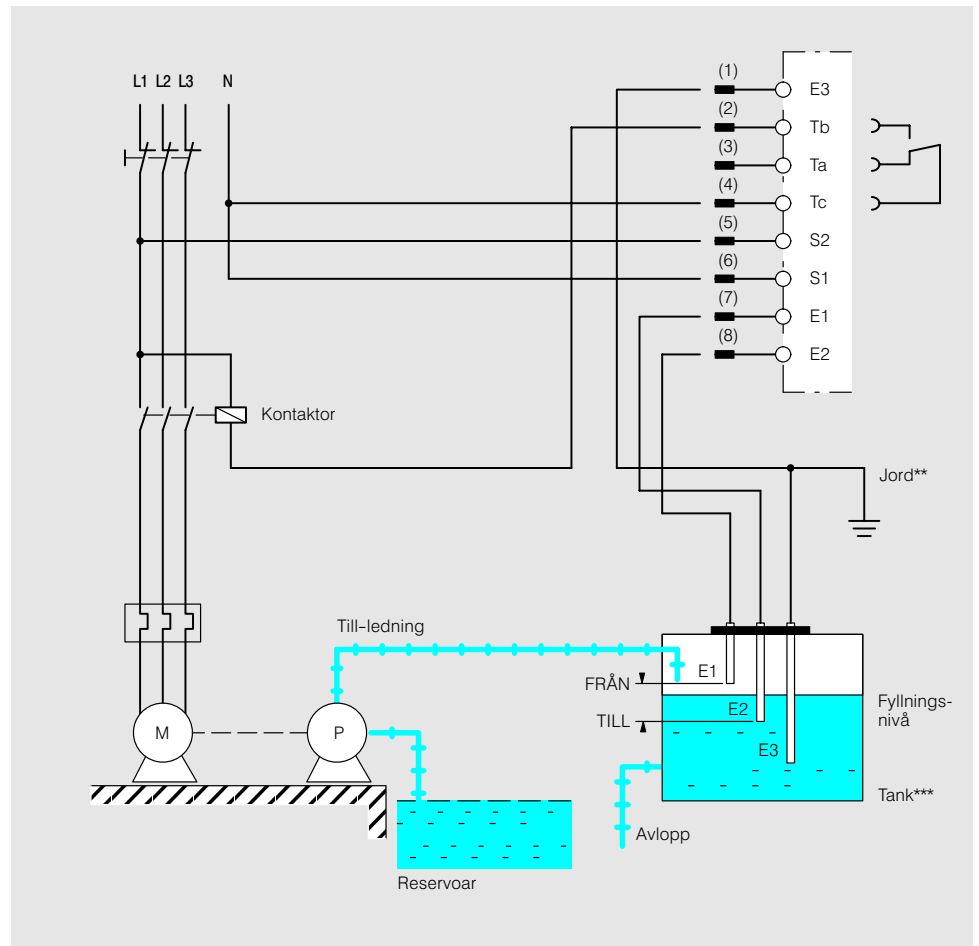 L1 L2 L3 N
(1) E3
(2) Tb
(3) Ta
(4) Tc
(5) S2
(6) S1
(7) E1
(8) E2
Kontaktor
Jord**
Till-ledning
E1
FRÅN
E2
TILL
E3
Fyllnings-
nivå
M
P
Tank***
Avlopp
Reservoar